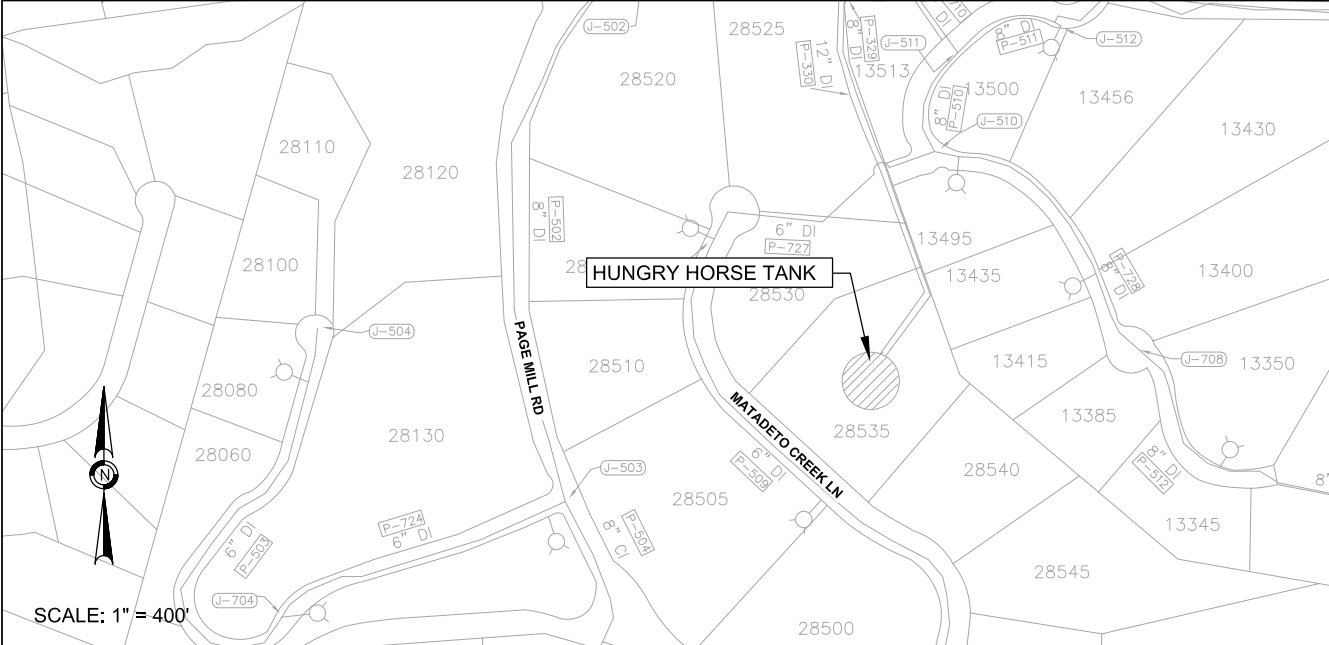 J-502
28525
12" DI
P-330
P-329
8" DI
J-511
8" DI
P-511
J-512
28520
13513
13500
8" DI
P-510
J-510
13456
13430
28110
28120
8" DI
P-502
6" DI
P-727
13495
13435
8" DI
P-728
13400
28100
HUNGRY HORSE TANK
28530
J-504
PAGE MILL RD
28510
13415
J-708
13350
28080
28130
MATADETO CREEK LN
28535
13385
28060
J-503
6" DI
P-509
28540
8" DI
P-512
8"
N
28505
P-724
6" DI
P-504
8" CI
13345
6" DI
P-503
28545
J-704
SCALE: 1" = 400'
28500